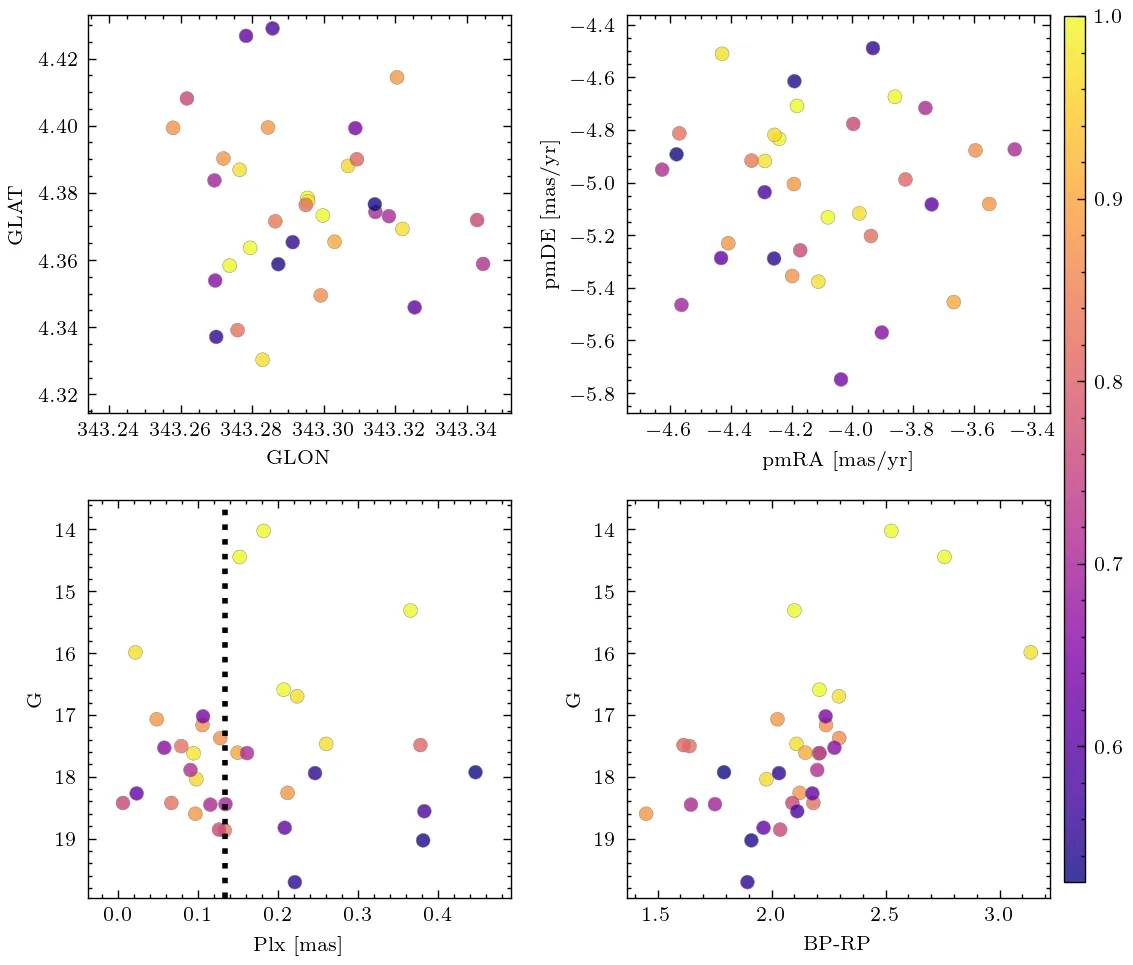 4.42
4.40
4.38
4.36
4.34
4.32
GLAT
343.24 343.26 343.28 343.30 343.32 343.34
GLON
−4.4
−4.6
−4.8
−5.0
−5.2
−5.4
−5.6
−5.8
pmDE [mas/yr]
−4.6 −4.4 −4.2 −4.0 −3.8 −3.6 −3.4
pmRA [mas/yr]
1.0
0.9
0.8
0.7
0.6
14
15
16
17
18
19
G
0.0 0.1 0.2 0.3 0.4
Plx [mas]
14
15
16
17
18
19
G
1.5 2.0 2.5 3.0
BP-RP